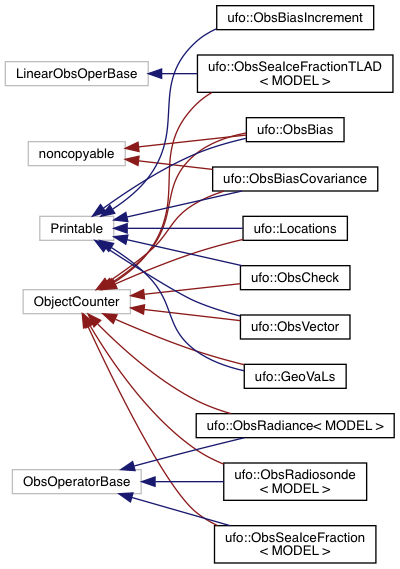 ufo::ObsBiasIncrement
LinearObsOperBase
ufo::ObsSeaIceFractionTLAD
< MODEL >
ufo::ObsBias
noncopyable
ufo::ObsBiasCovariance
Printable
ufo::Locations
ufo::ObsCheck
ObjectCounter
ufo::ObsVector
ufo::GeoVaLs
ufo::ObsRadiance< MODEL >
ObsOperatorBase
ufo::ObsRadiosonde
< MODEL >
ufo::ObsSeaIceFraction
< MODEL >